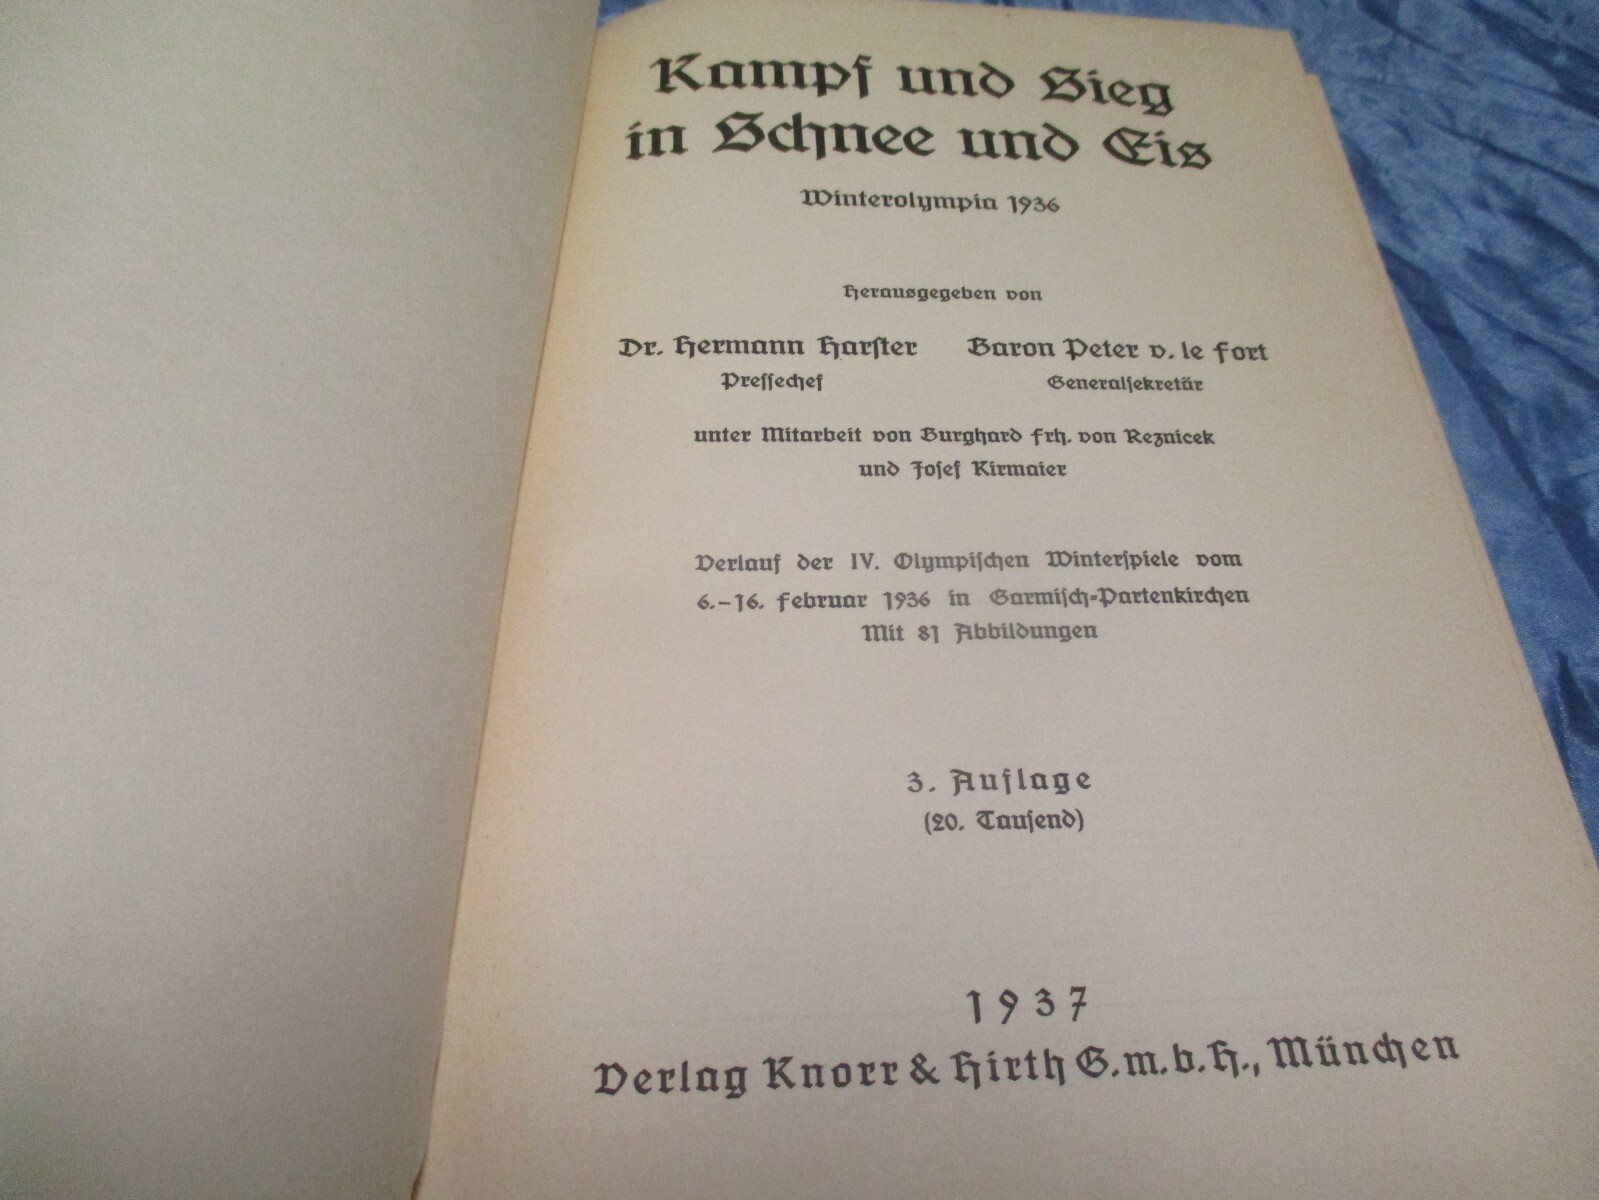 Kampf und Sieg
in Schnee und Eis
Winterolympia 1936
Herausgegeben von
Dr. Hermann Harſter Baron Peter v. le Fort
Preſſechef Generalſekretär
unter Mitarbeit von Burghard Frh. von Reznicek
und Joſef Kirmaier
Verlauf der IV. Olympiſchen Winterſpiele vom
6.–16. Februar 1936 in Garmiſch-Partenkirchen
Mit 81 Abbildungen
3. Auflage
(20. Tauſend)
1937
Verlag Knorr & Hirth G.m.b.H., München